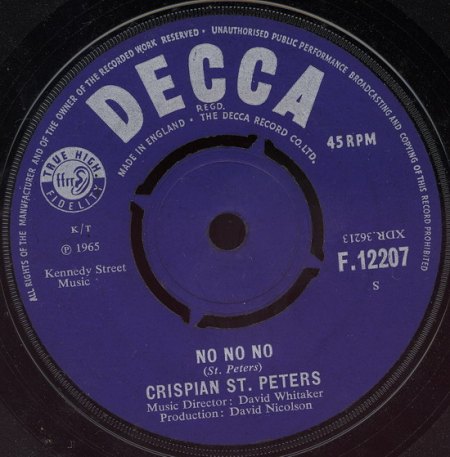 ALL RIGHTS OF THE MANUFACTURER AND OF THE OWNER OF THE RECORDED WORK RESERVED • UNAUTHORISED PUBLIC PERFORMANCE BROADCASTING AND COPYING OF THIS RECORD PROHIBITED
DECCA
REGD.
MADE IN ENGLAND • THE DECCA RECORD CO. LTD.
45 RPM
TRUE HIGH
ffrr
FIDELITY
K/T
℗ 1965
Kennedy Street
Music
XDR.36213
F.12207
S
NO NO NO
(St. Peters)
CRISPIAN ST. PETERS
Music Director: David Whitaker
Production: David Nicolson